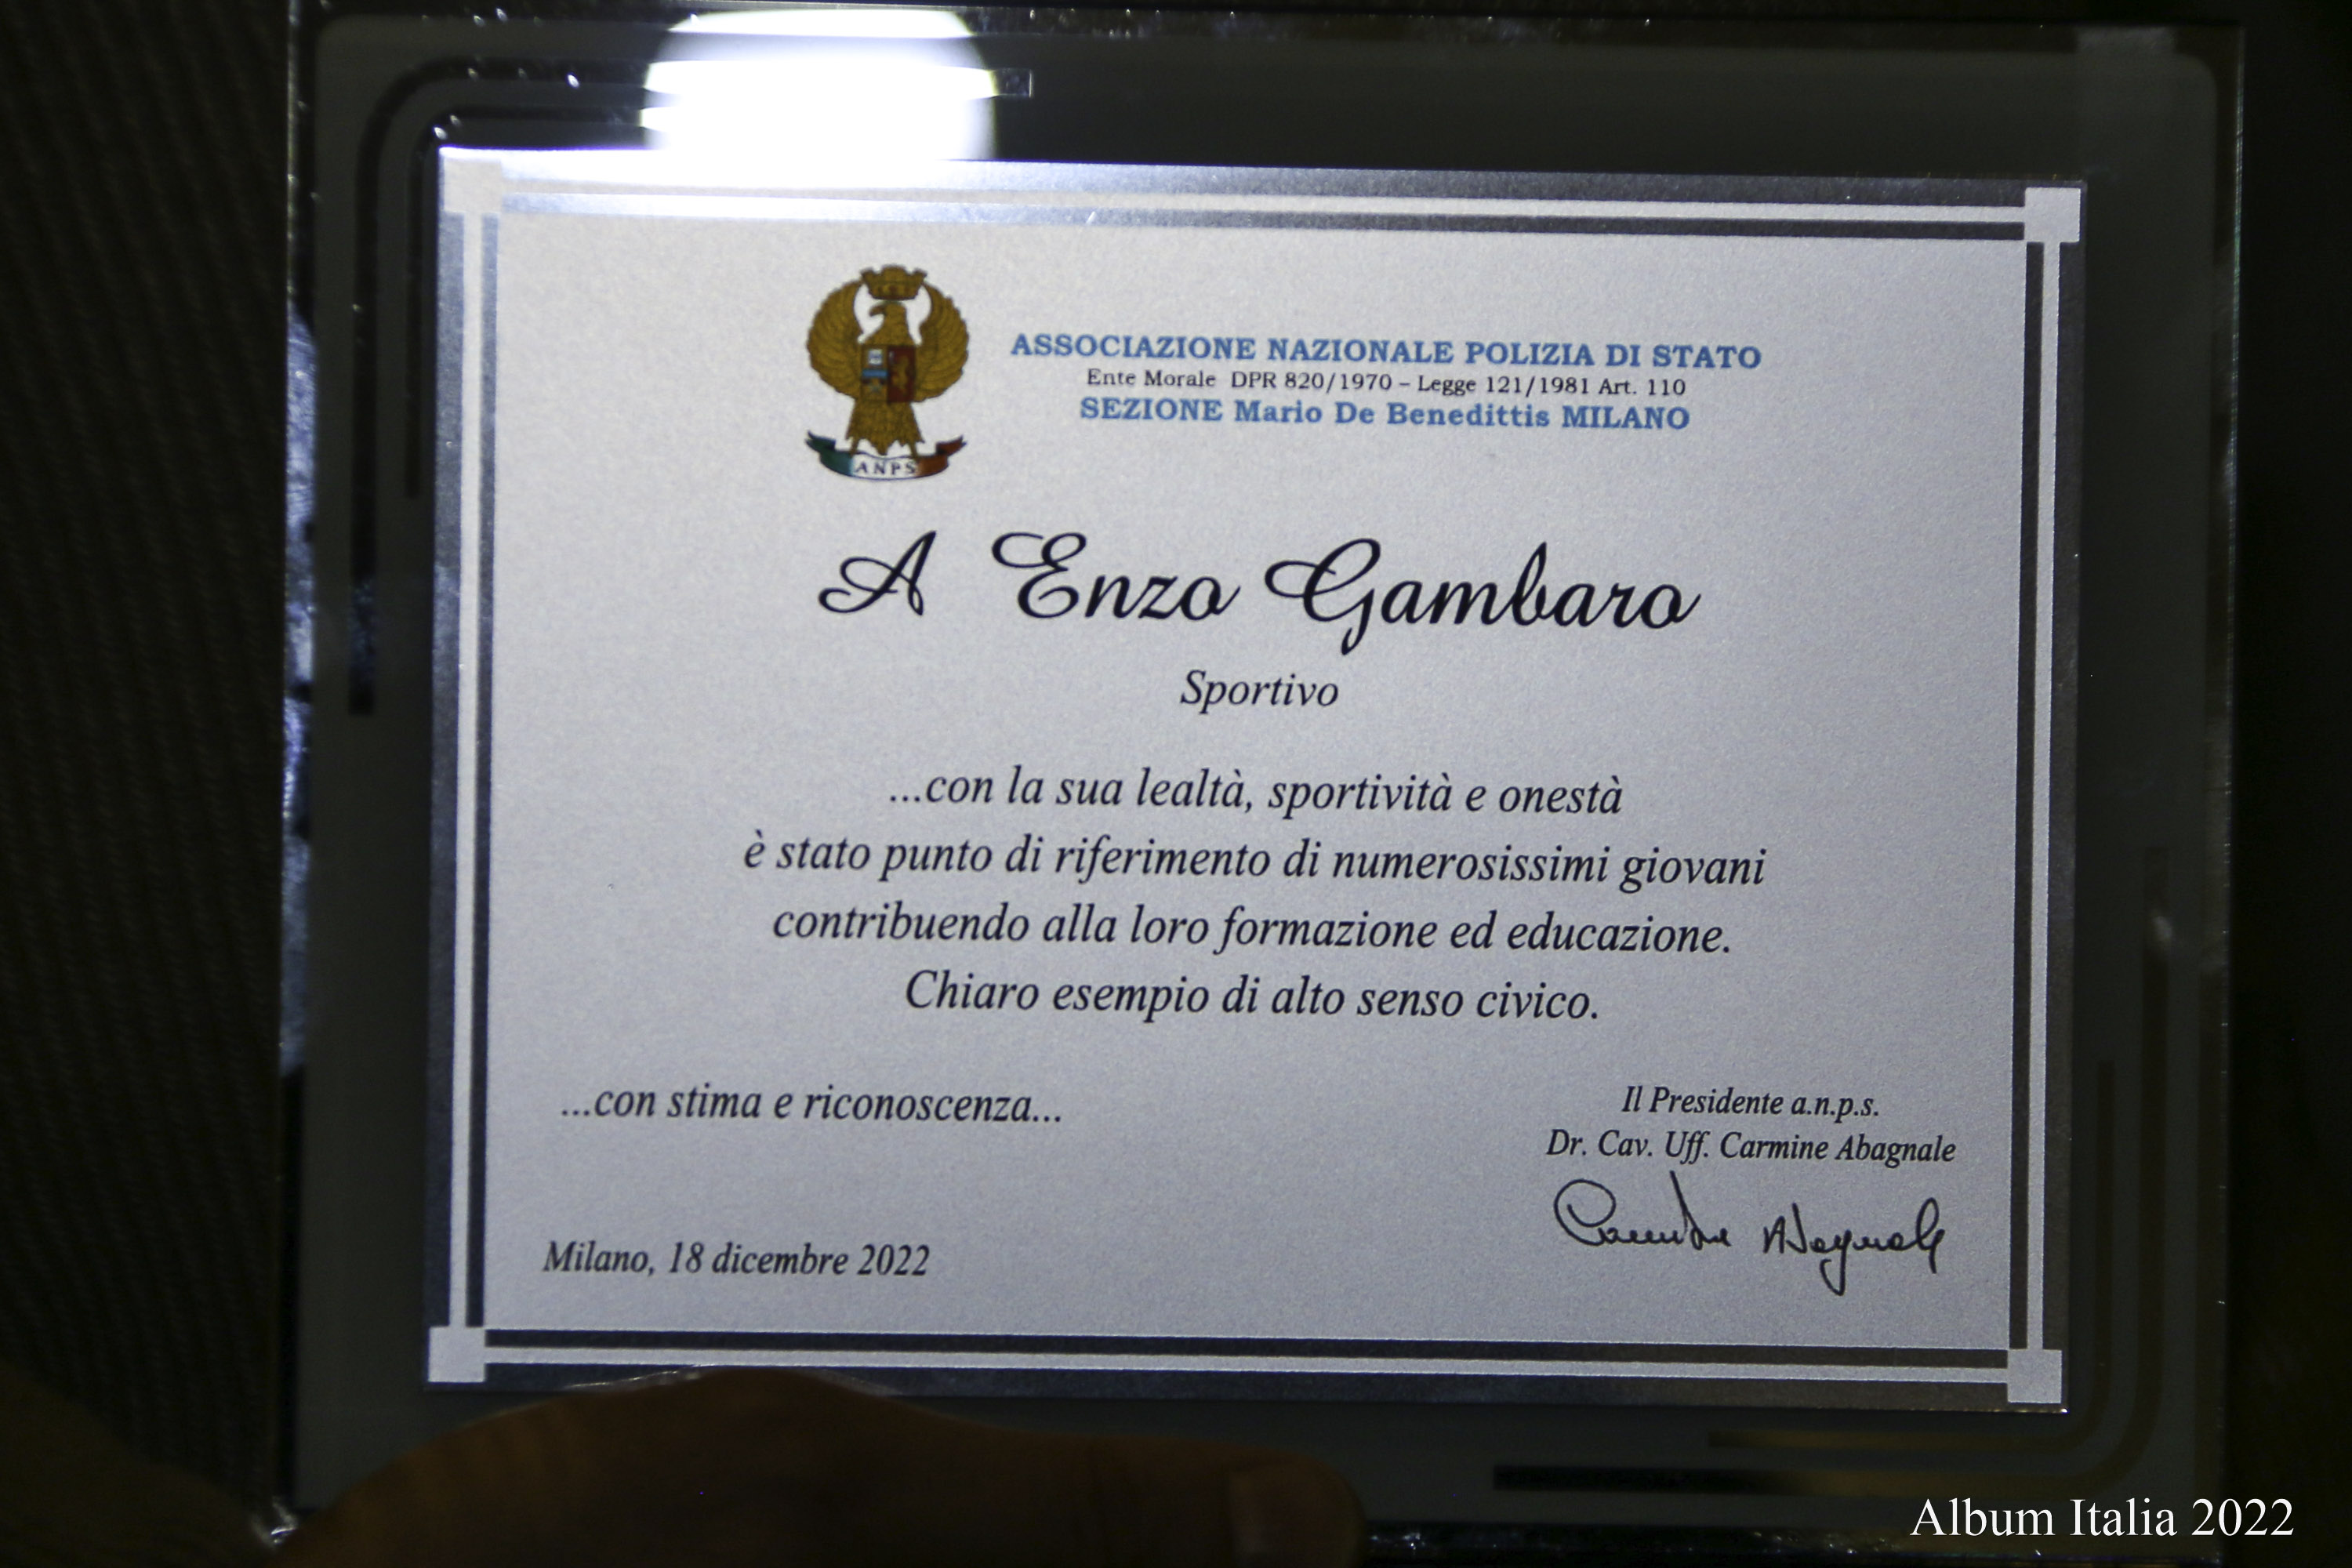 ASSOCIAZIONE NAZIONALE POLIZIA DI STATO
Ente Morale DPR 820/1970 – Legge 121/1981 Art. 110
SEZIONE Mario De Benedittis MILANO
ANPS
A Enzo Gambaro
Sportivo
...con la sua lealtà, sportività e onestà
è stato punto di riferimento di numerosissimi giovani
contribuendo alla loro formazione ed educazione.
Chiaro esempio di alto senso civico.
...con stima e riconoscenza...
Il Presidente a.n.p.s.
Dr. Cav. Uff. Carmine Abagnale
Carmine Abagnale
Milano, 18 dicembre 2022
Album Italia 2022